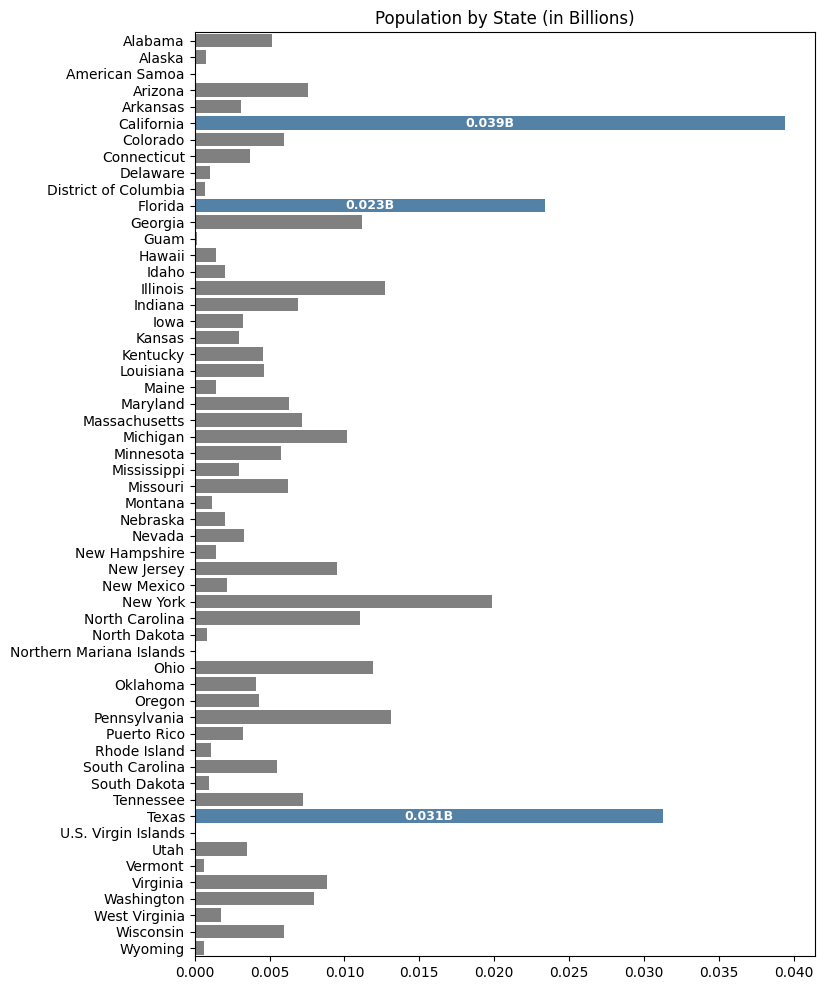 Population by State (in Billions)
Alabama
Alaska
American Samoa
Arizona
Arkansas
California
0.039B
Colorado
Connecticut
Delaware
District of Columbia
Florida
0.023B
Georgia
Guam
Hawaii
Idaho
Illinois
Indiana
Iowa
Kansas
Kentucky
Louisiana
Maine
Maryland
Massachusetts
Michigan
Minnesota
Mississippi
Missouri
Montana
Nebraska
Nevada
New Hampshire
New Jersey
New Mexico
New York
North Carolina
North Dakota
Northern Mariana Islands
Ohio
Oklahoma
Oregon
Pennsylvania
Puerto Rico
Rhode Island
South Carolina
South Dakota
Tennessee
Texas
0.031B
U.S. Virgin Islands
Utah
Vermont
Virginia
Washington
West Virginia
Wisconsin
Wyoming
0.000 0.005 0.010 0.015 0.020 0.025 0.030 0.035 0.040